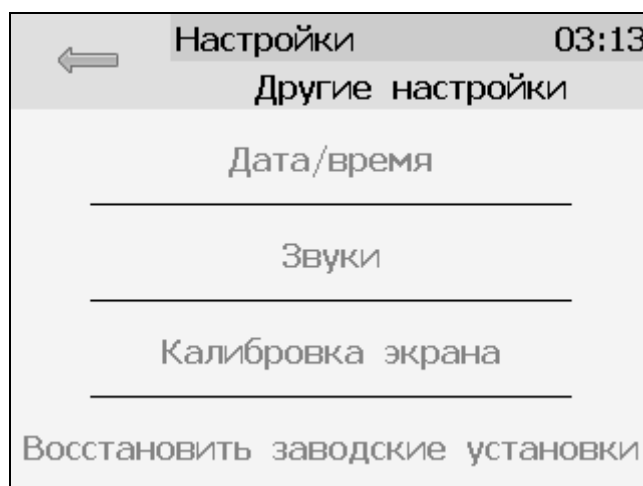 Настройки 03:13
Другие настройки
Дата/время
Звуки
Калибровка экрана
Восстановить заводские установки